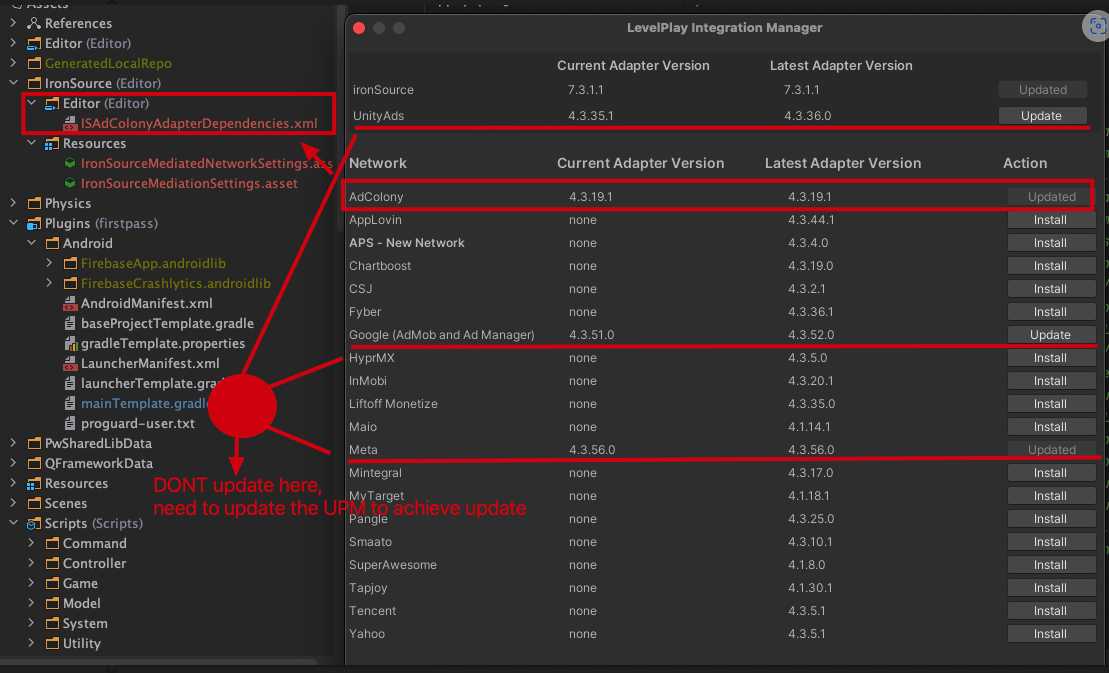 Assets
References
Editor (Editor)
GeneratedLocalRepo
IronSource (Editor)
Editor (Editor)
ISAdColonyAdapterDependencies.xml
Resources
IronSourceMediatedNetworkSettings.ass
IronSourceMediationSettings.asset
Physics
Plugins (firstpass)
Android
FirebaseApp.androidlib
FirebaseCrashlytics.androidlib
AndroidManifest.xml
baseProjectTemplate.gradle
gradleTemplate.properties
LauncherManifest.xml
launcherTemplate.grad
mainTemplate.gradle
proguard-user.txt
PwSharedLibData
QFrameworkData
Resources
Scenes
Scripts (Scripts)
Command
Controller
Game
Model
System
Utility
DONT update here,
need to update the UPM to achieve update
LevelPlay Integration Manager
Current Adapter Version Latest Adapter Version
ironSource 7.3.1.1 7.3.1.1 Updated
UnityAds 4.3.35.1 4.3.36.0 Update
Network Current Adapter Version Latest Adapter Version Action
AdColony 4.3.19.1 4.3.19.1 Updated
AppLovin none 4.3.44.1 Install
APS - New Network none 4.3.4.0 Install
Chartboost none 4.3.19.0 Install
CSJ none 4.3.2.1 Install
Fyber none 4.3.36.1 Install
Google (AdMob and Ad Manager) 4.3.51.0 4.3.52.0 Update
HyprMX none 4.3.5.0 Install
InMobi none 4.3.20.1 Install
Liftoff Monetize none 4.3.35.0 Install
Maio none 4.1.14.1 Install
Meta 4.3.56.0 4.3.56.0 Updated
Mintegral none 4.3.17.0 Install
MyTarget none 4.1.18.1 Install
Pangle none 4.3.25.0 Install
Smaato none 4.3.10.1 Install
SuperAwesome none 4.1.8.0 Install
Tapjoy none 4.1.30.1 Install
Tencent none 4.3.5.1 Install
Yahoo none 4.3.5.1 Install